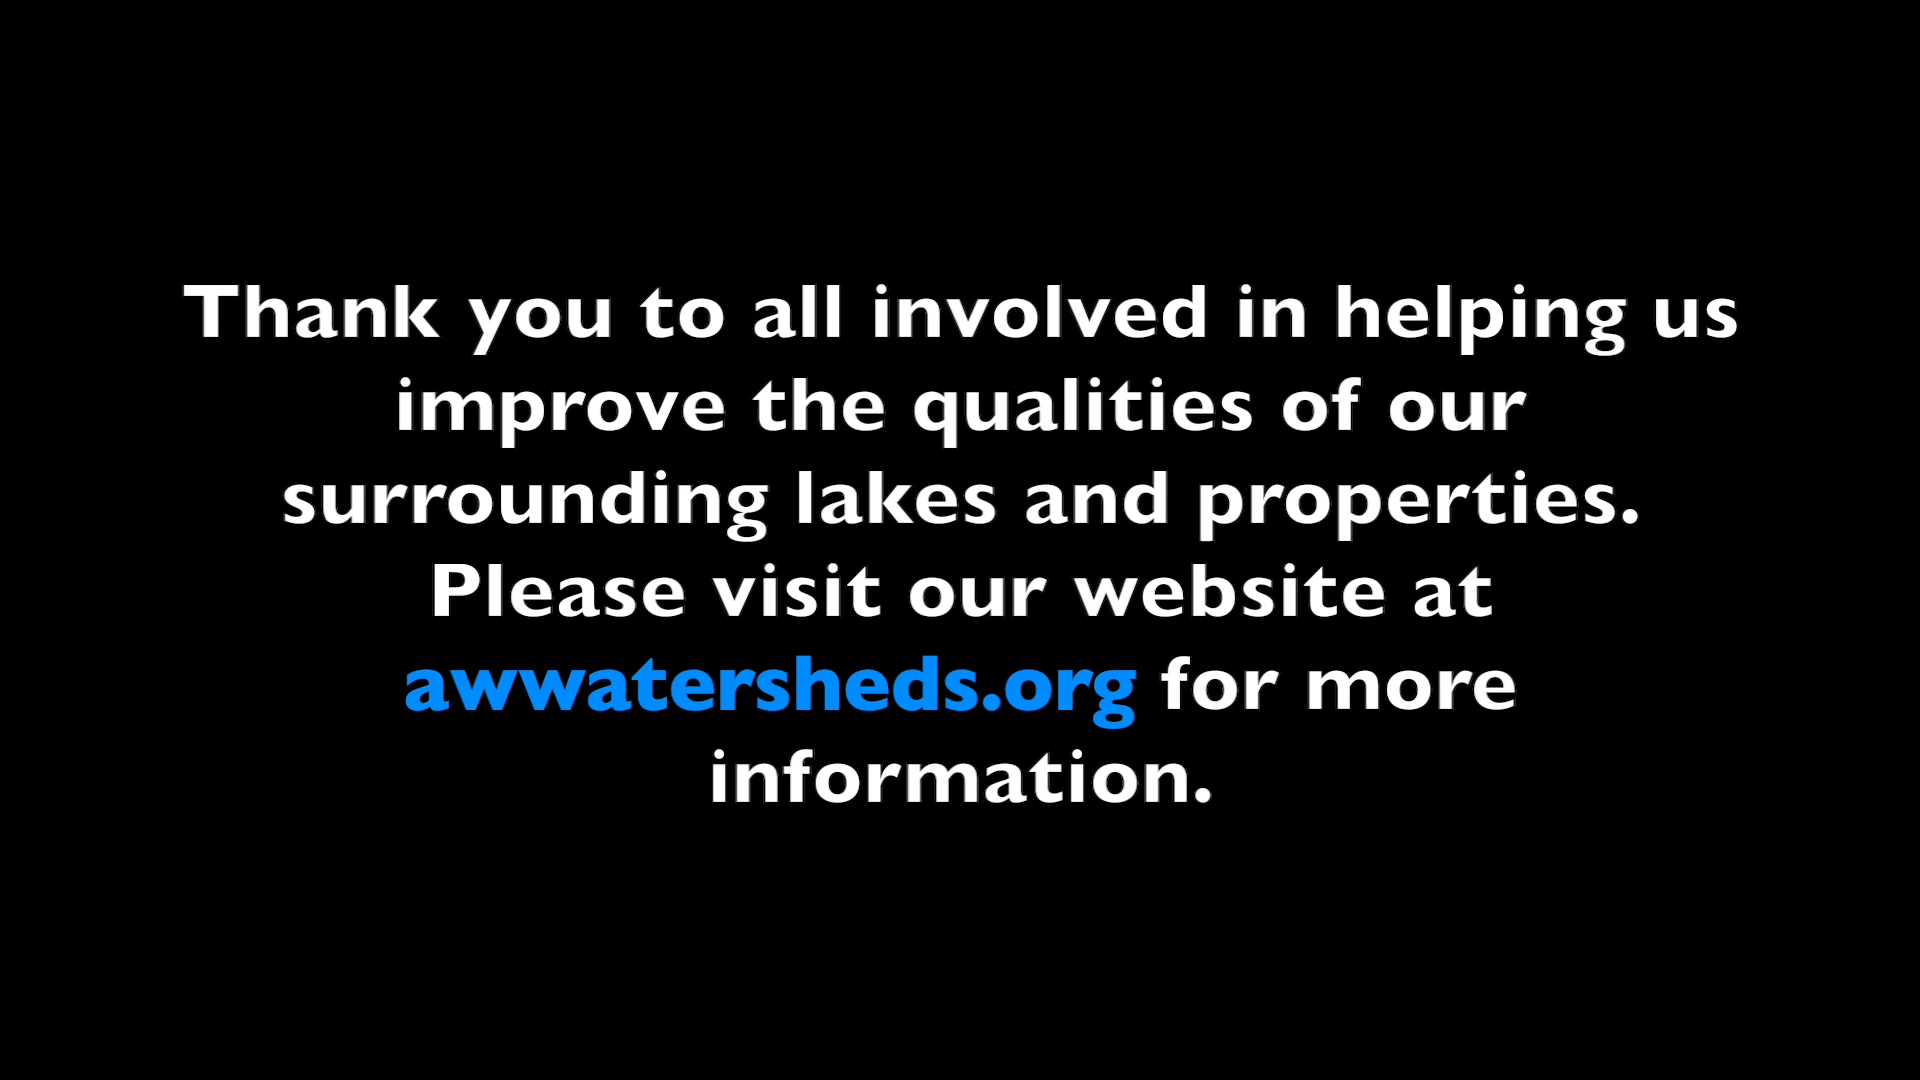 Thank you to all involved in helping us
improve the qualities of our
surrounding lakes and properties.
Please visit our website at
awwatersheds.org for more
information.